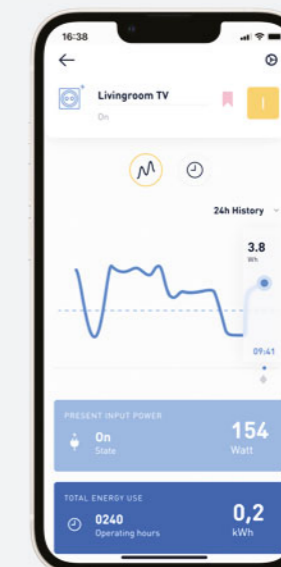 16:38
Livingroom TV
On
24h History
3.8
Wh
09:41
PRESENT INPUT POWER
On
State
154
Watt
TOTAL ENERGY USE
0240
Operating hours
0,2
kWh